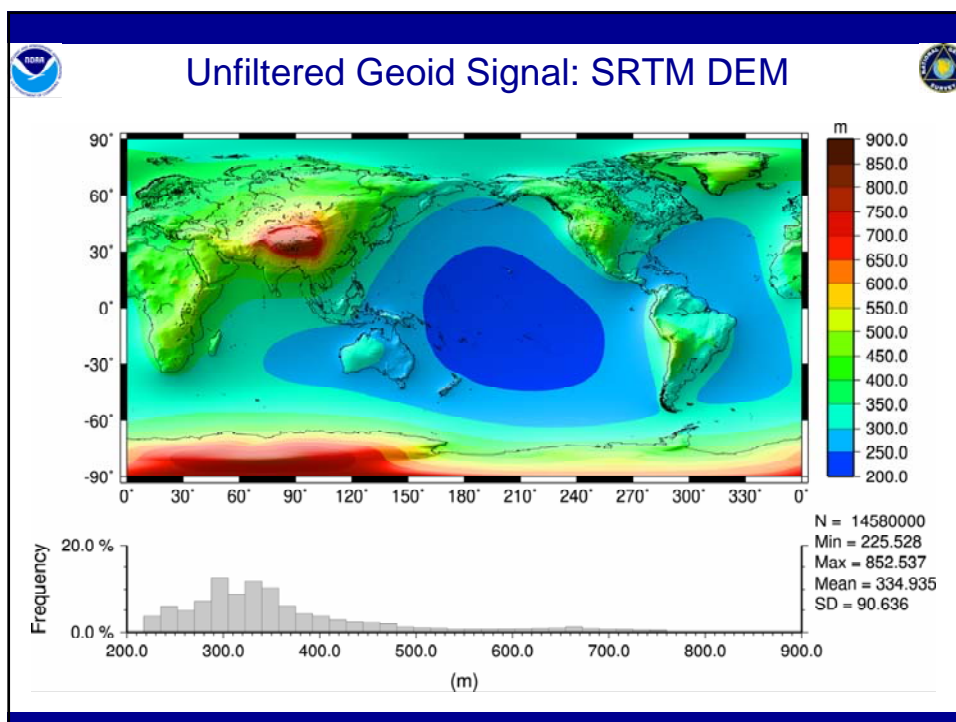 NOAA
Unfiltered Geoid Signal: SRTM DEM
m
90°
60°
30°
0°
-30°
-60°
-90°
0° 30° 60° 90° 120° 150° 180° 210° 240° 270° 300° 330° 0°
900.0
850.0
800.0
750.0
700.0
650.0
600.0
550.0
500.0
450.0
400.0
350.0
300.0
250.0
200.0
N = 14580000
Min = 225.528
Max = 852.537
Mean = 334.935
SD = 90.636
Frequency
20.0 %
0.0 %
200.0 300.0 400.0 500.0 600.0 700.0 800.0 900.0
(m)